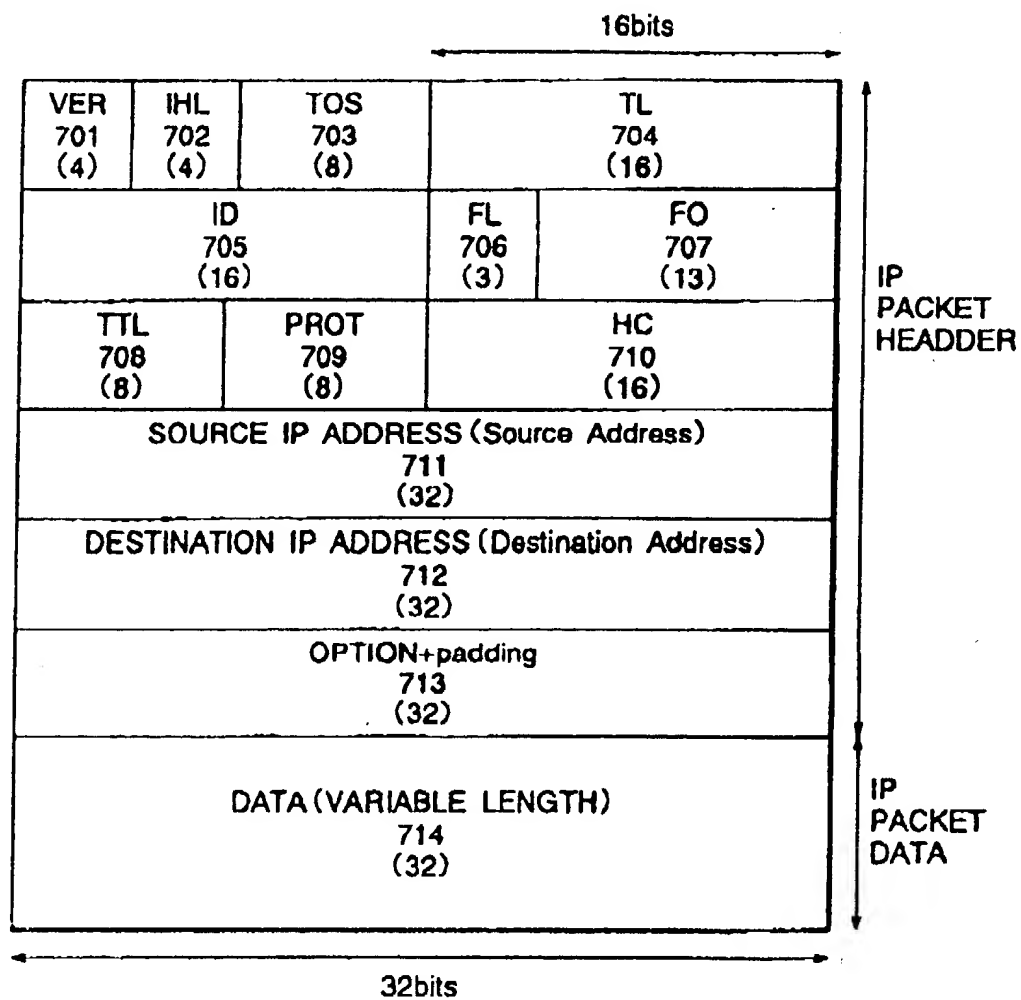 16bits
VER IHL TOS TL
701 702 703 704
(4) (4) (8) (16)
ID FL FO
705 706 707
(16) (3) (13)
TTL PROT HC
708 709 710
(8) (8) (16)
SOURCE IP ADDRESS (Source Address)
711
(32)
DESTINATION IP ADDRESS (Destination Address)
712
(32)
OPTION+padding
713
(32)
IP
PACKET
HEADDER
DATA (VARIABLE LENGTH)
714
(32)
IP
PACKET
DATA
32bits